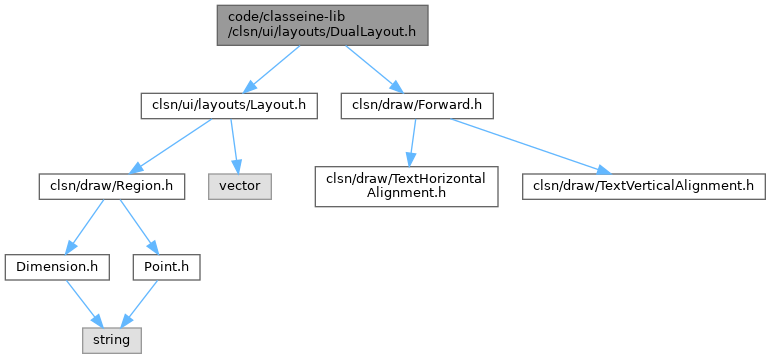 code/classeine-lib
/clsn/ui/layouts/DualLayout.h
clsn/ui/layouts/Layout.h
clsn/draw/Forward.h
clsn/draw/Region.h
vector
clsn/draw/TextHorizontal
Alignment.h
clsn/draw/TextVerticalAlignment.h
Dimension.h
Point.h
string